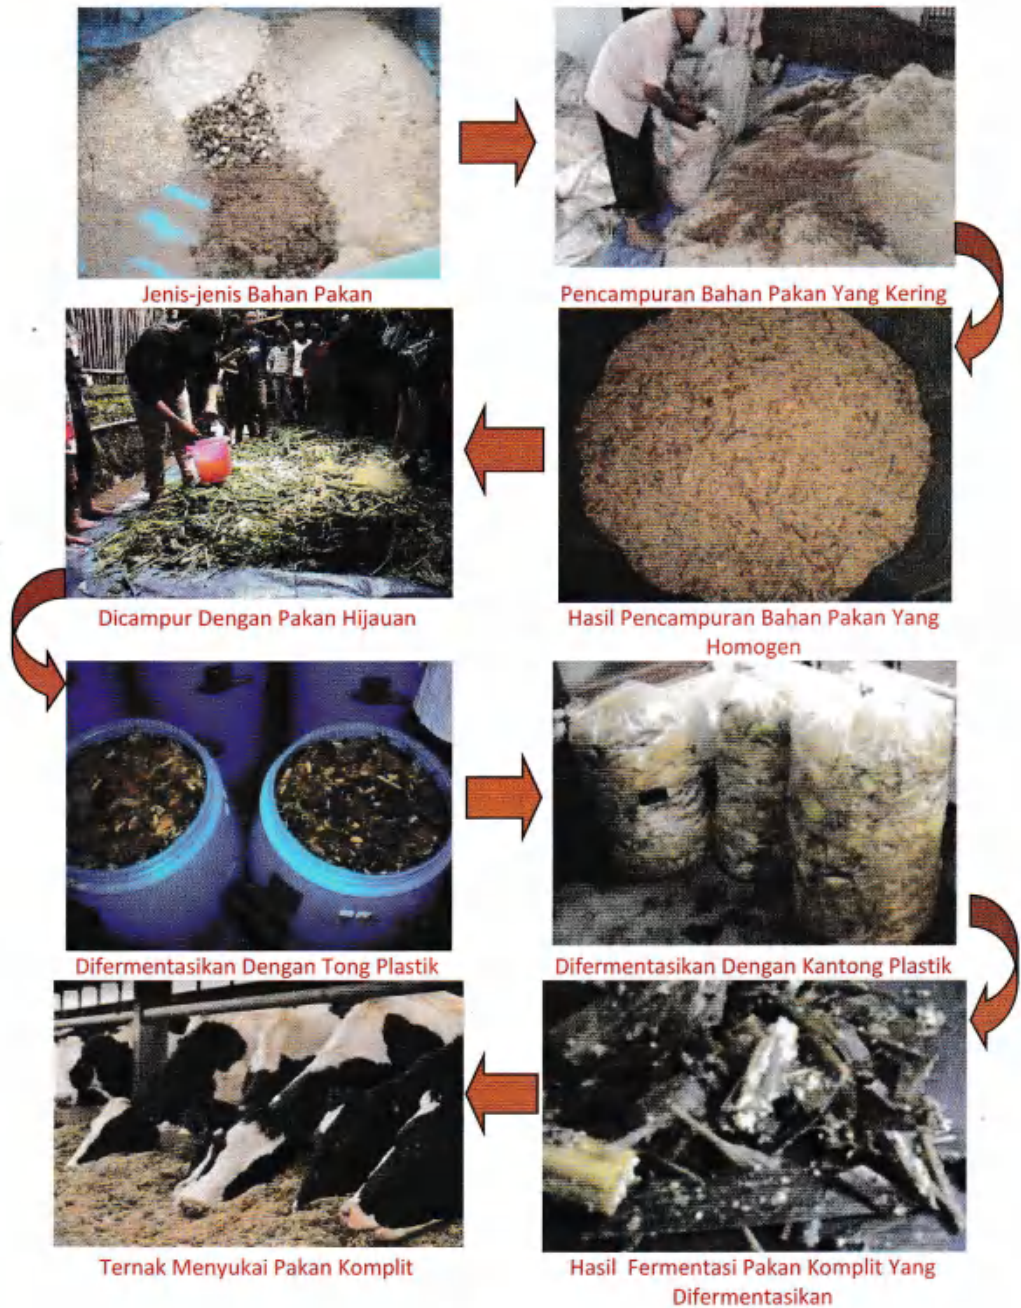 Jenis-jenis Bahan Pakan
Pencampuran Bahan Pakan Yang Kering
Dicampur Dengan Pakan Hijauan
Hasil Pencampuran Bahan Pakan Yang
Homogen
Difermentasikan Dengan Tong Plastik
Difermentasikan Dengan Kantong Plastik
Ternak Menyukai Pakan Komplit
Hasil Fermentasi Pakan Komplit Yang
Difermentasikan